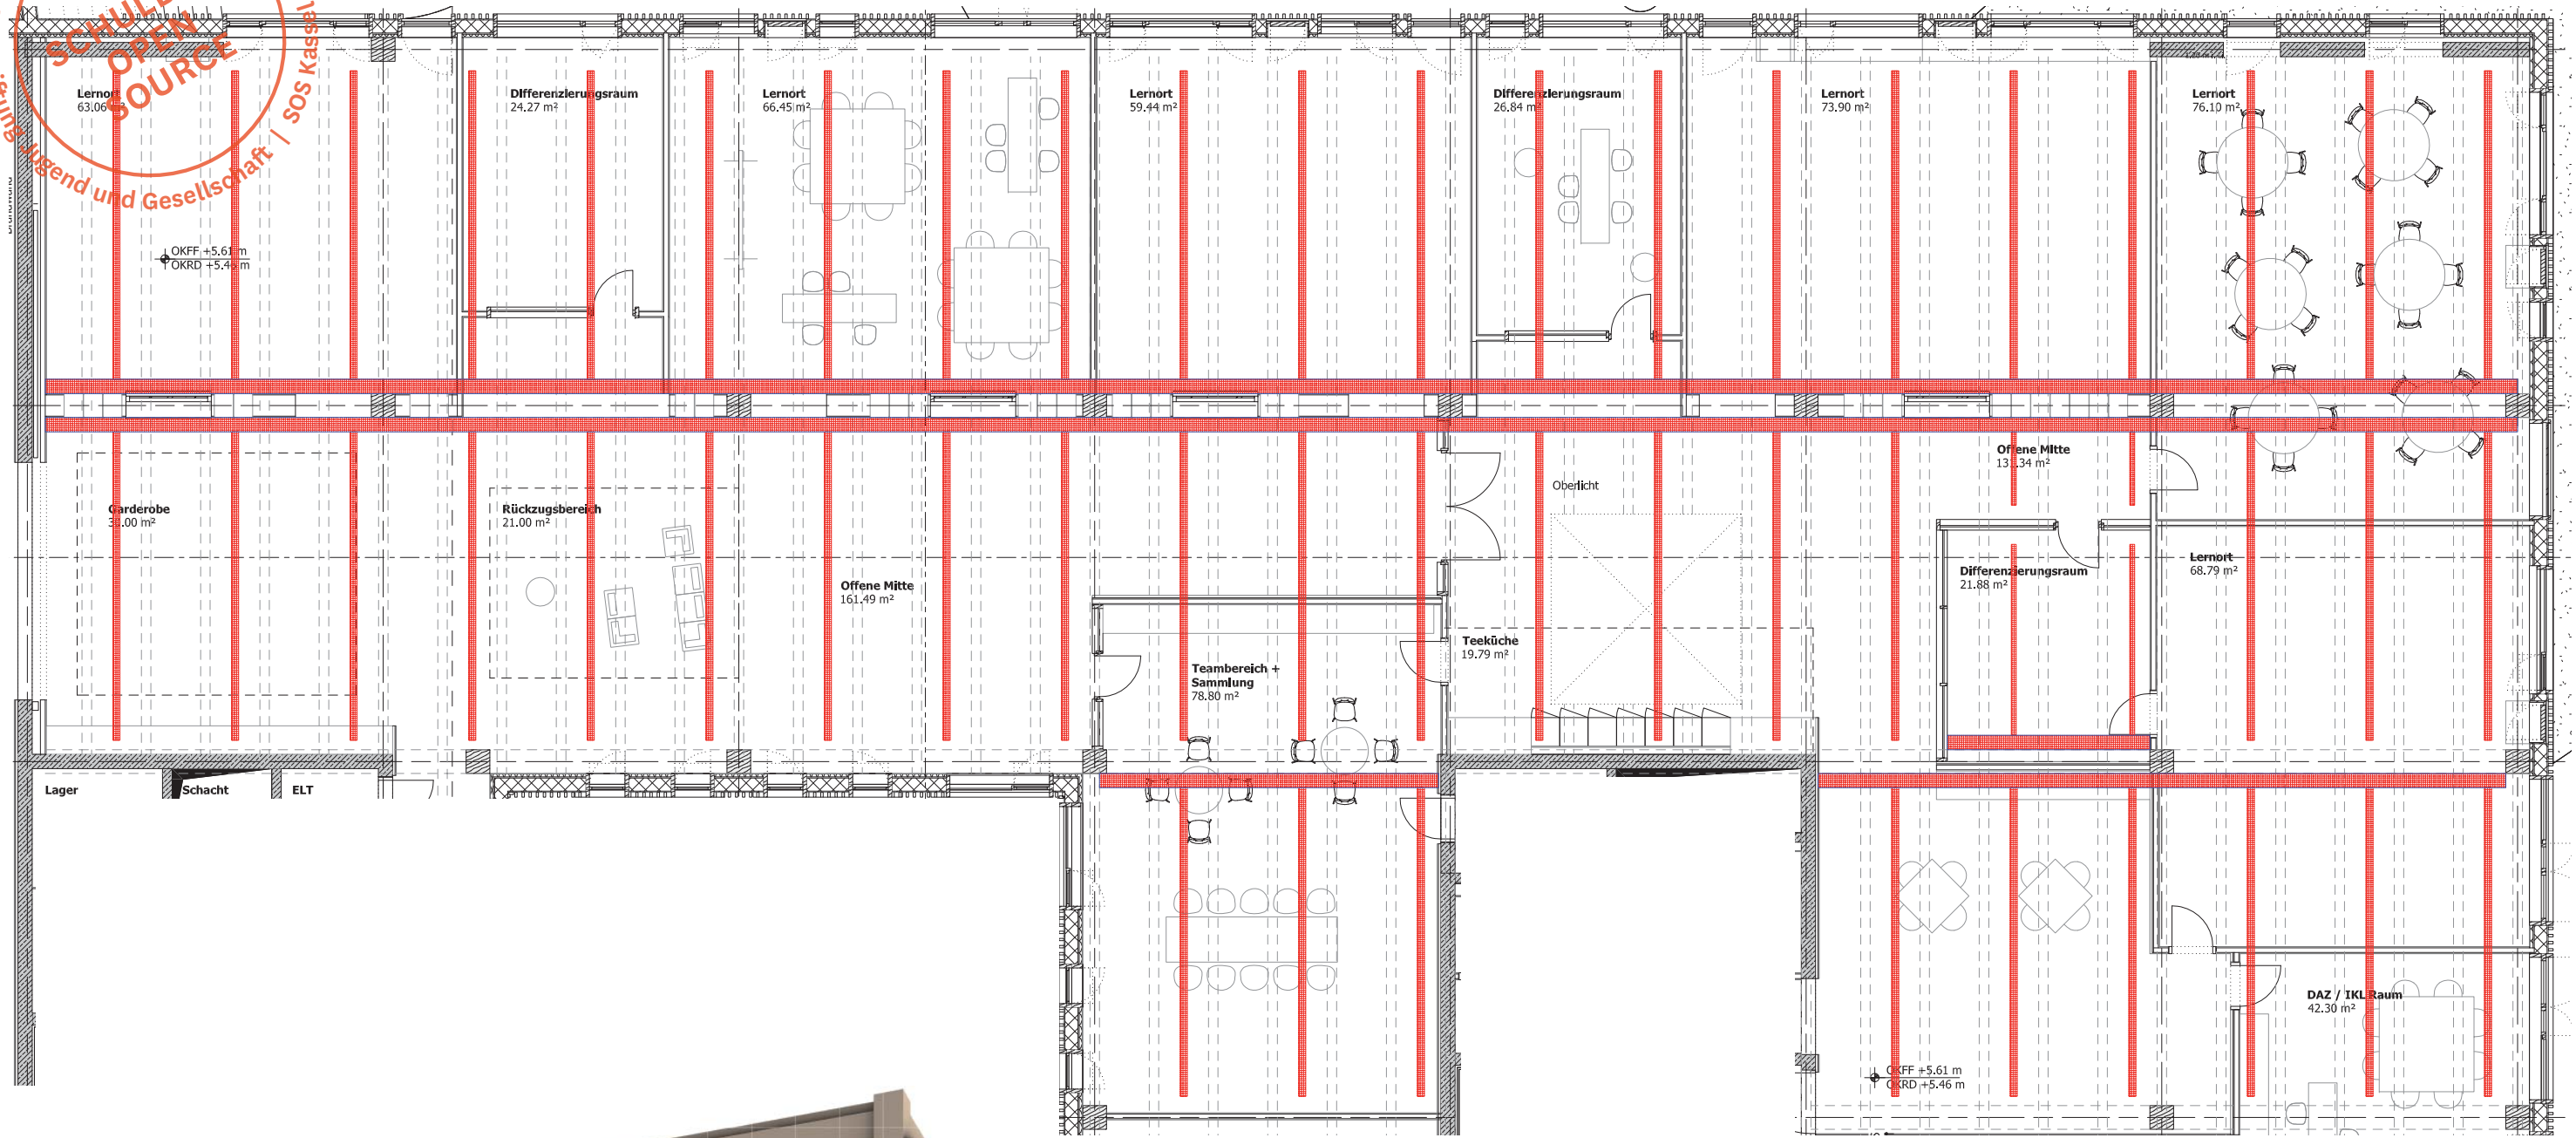 SCHULE
OPEN
SOURCE
Jugend und Gesellschaft | SOS Kassel
Lernort
63.06 m²
Differenzierungsraum
24.27 m²
Lernort
66.45 m²
Lernort
59.44 m²
Differenzierungsraum
26.84 m²
Lernort
73.90 m²
Lernort
76.10 m²
OKFF +5.61 m
OKRD +5.46 m
Garderobe
Rückzugsbereich
21.00 m²
Offene Mitte
161.49 m²
Oberlicht
Offene Mitte
Differenzierungsraum
21.88 m²
Lernort
68.79 m²
Teeküche
19.79 m²
Teambereich +
Sammlung
78.80 m²
Lager
Schacht
ELT
DAZ / IKL Raum
42.30 m²
OKFF +5.61 m
OKRD +5.46 m